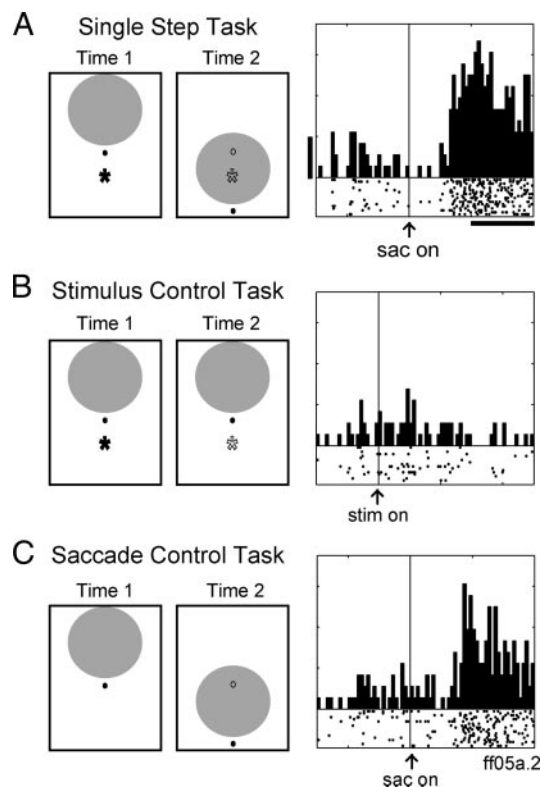 A Single Step Task
Time 1 Time 2
sac on
B Stimulus Control Task
Time 1 Time 2
stim on
C Saccade Control Task
Time 1 Time 2
ff05a.2
sac on